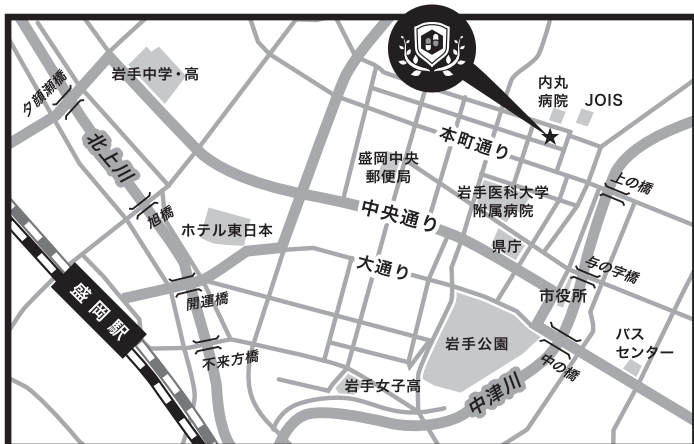 岩手中学・高
夕顔瀬橋
北上川
旭橋
ホテル東日本
開運橋
盛岡駅
不来方橋
内丸
病院
JOIS
本町通り
盛岡中央
郵便局
岩手医科大学
附属病院
上の橋
中央通り
県庁
大通り
与の字橋
市役所
岩手公園
バス
センター
中の橋
岩手女子高
中津川